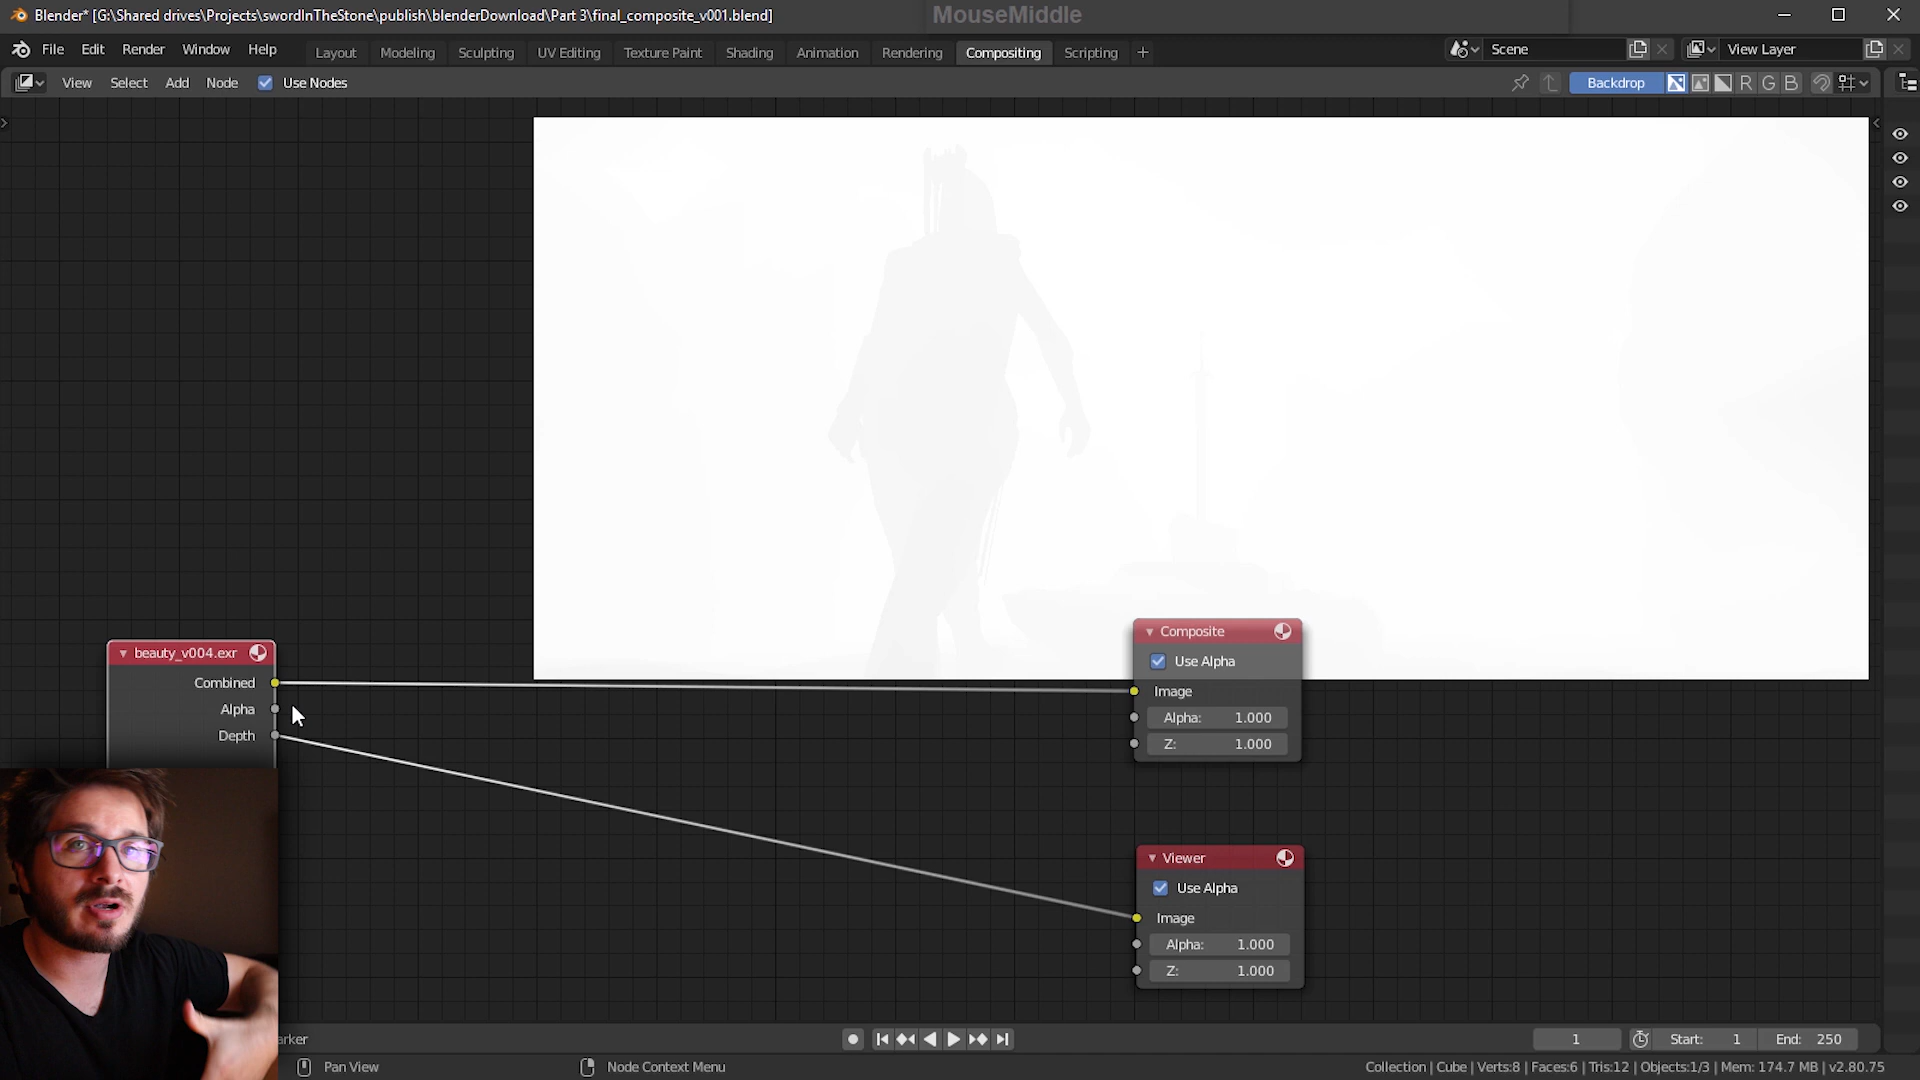 Blender* [G:\Shared drives\Projects\swordInTheStone\publish\blenderDownload\Part 3\final_composite_v001.blend]
MouseMiddle
File Edit Render Window Help Layout Modeling Sculpting UV Editing Texture Paint Shading Animation Rendering Compositing Scripting + Scene View Layer
View Select Add Node Use Nodes Backdrop R G B
beauty_v004.exr
Combined
Alpha
Depth
Composite
Use Alpha
Image
Alpha: 1.000
Z: 1.000
Viewer
Use Alpha
Image
Alpha: 1.000
Z: 1.000
arker 1 Start: 1 End: 250
Pan View Node Context Menu Collection | Cube | Verts:8 | Faces:6 | Tris:12 | Objects:1/3 | Mem: 174.7 MB | v2.80.75